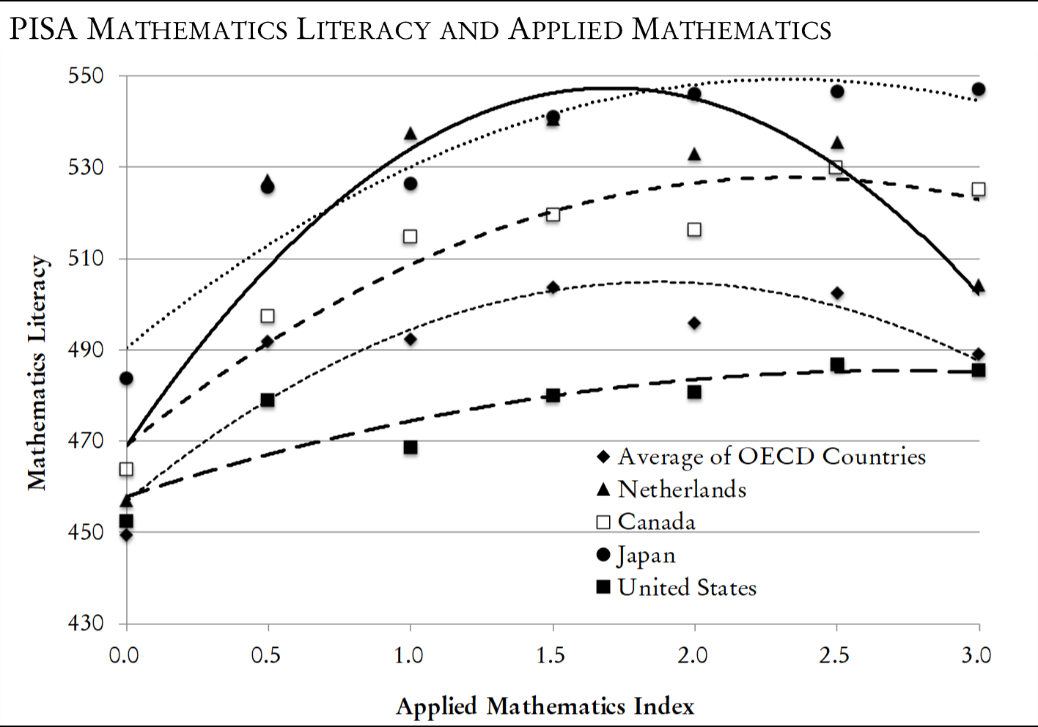 PISA MATHEMATICS LITERACY AND APPLIED MATHEMATICS
550
530
510
490
470
450
430
Mathematics Literacy
Average of OECD Countries
Netherlands
Canada
Japan
United States
0.0 0.5 1.0 1.5 2.0 2.5 3.0
Applied Mathematics Index